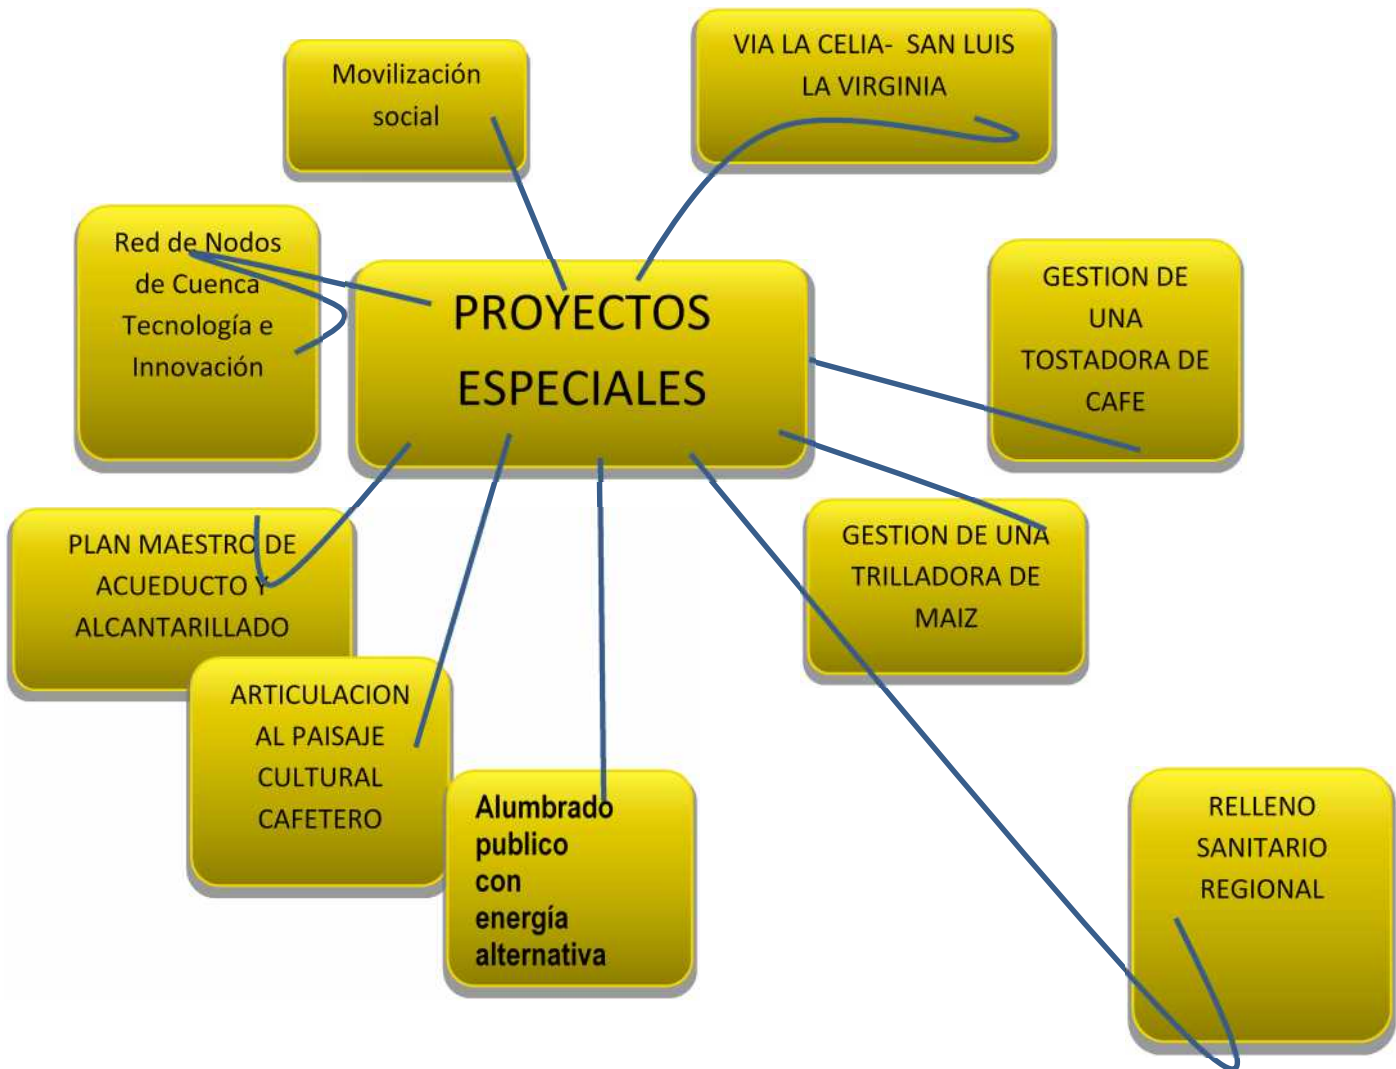 Movilización
social
VIA LA CELIA- SAN LUIS
LA VIRGINIA
Red de Nodos
de Cuenca
Tecnología e
Innovación
PROYECTOS
ESPECIALES
GESTION DE
UNA
TOSTADORA DE
CAFE
PLAN MAESTRO DE
ACUEDUCTO Y
ALCANTARILLADO
GESTION DE UNA
TRILLADORA DE
MAIZ
ARTICULACION
AL PAISAJE
CULTURAL
CAFETERO
Alumbrado
publico
con
energía
alternativa
RELLENO
SANITARIO
REGIONAL